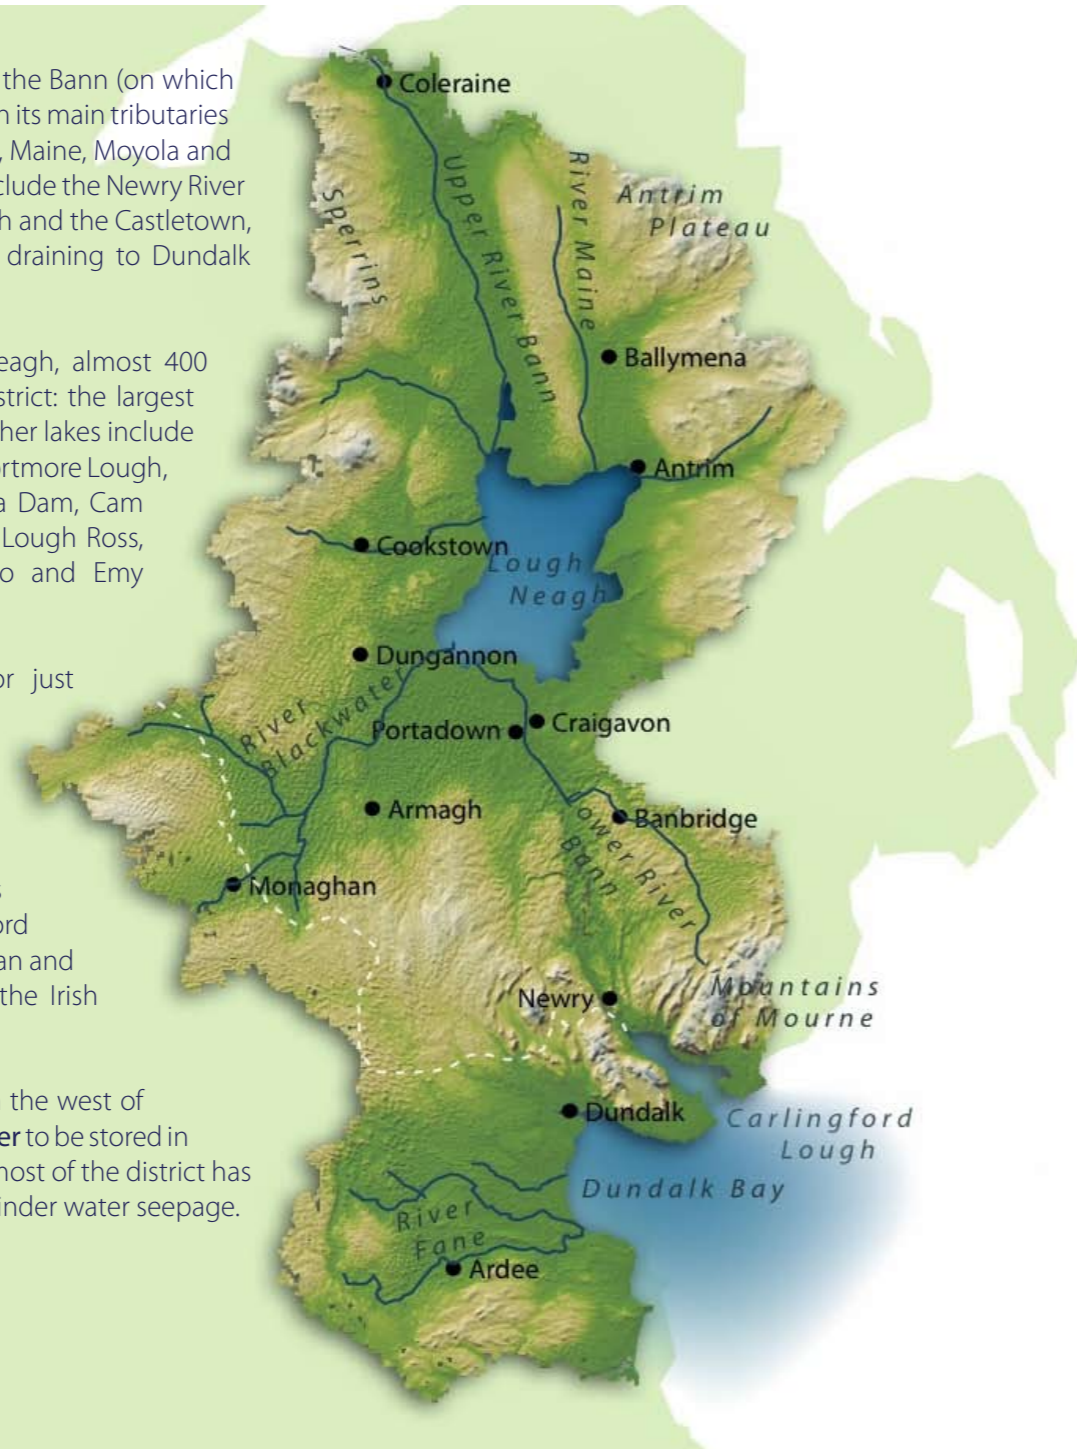 the Bann (on which
n its main tributaries
, Maine, Moyola and
clude the Newry River
h and the Castletown,
draining to Dundalk
eagh, almost 400
strict: the largest
ther lakes include
ortmore Lough,
a Dam, Cam
Lough Ross,
o and Emy
or just
s
ord
an and
the Irish
the west of
er to be stored in
most of the district has
inder water seepage.
Coleraine
Sperrins
Upper River Bann
River Maine
Antrim
Plateau
Ballymena
Antrim
Cookstown
Lough
Neagh
Dungannon
River
Blackwater
Portadown
Craigavon
Armagh
Banbridge
Lower River
Bann
Monaghan
Newry
Mountains
of Mourne
Dundalk
Carlingford
Lough
Dundalk Bay
River
Fane
Ardee